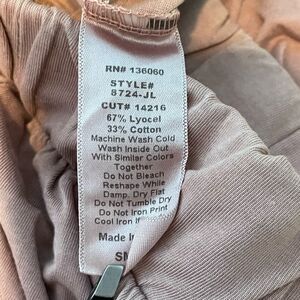 RN# 136060
STYLE#
8724-JL
CUT# 14216
67% Lyocel
33% Cotton
Machine Wash Cold
Wash Inside Out
With Similar Colors
Together
Do Not Bleach
Reshape While
Damp. Dry Flat
Do Not Tumble Dry
Do Not Iron Print
Cool Iron If
Made
SM